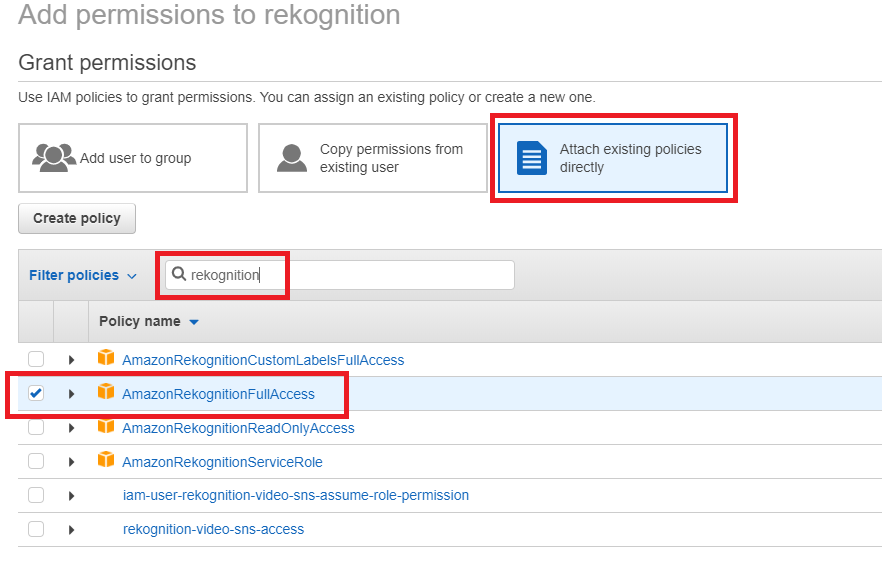 Add permissions to rekognition
Grant permissions
Use IAM policies to grant permissions. You can assign an existing policy or create a new one.
Add user to group
Copy permissions from
existing user
Attach existing policies
directly
Create policy
Filter policies
rekognition
Policy name
AmazonRekognitionCustomLabelsFullAccess
AmazonRekognitionFullAccess
AmazonRekognitionReadOnlyAccess
AmazonRekognitionServiceRole
iam-user-rekognition-video-sns-assume-role-permission
rekognition-video-sns-access